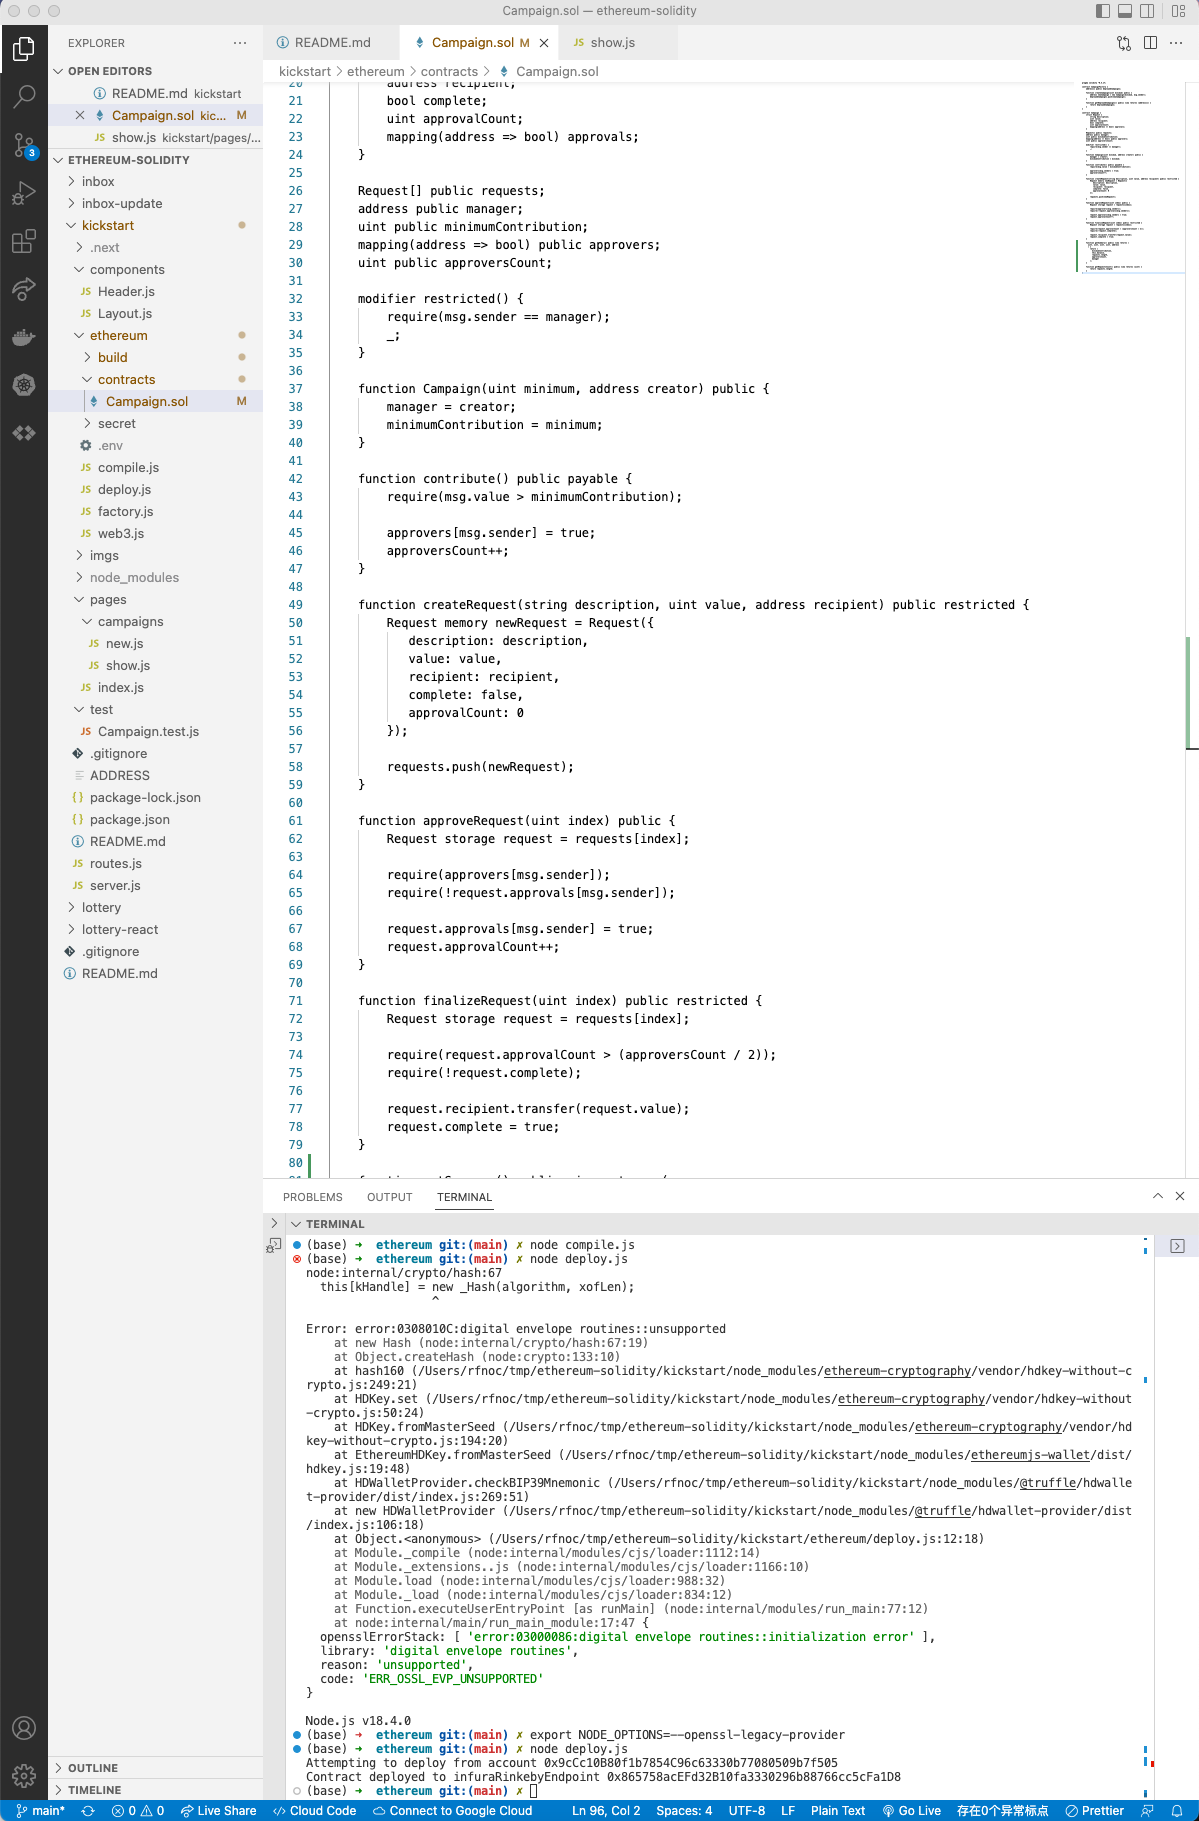 Campaign.sol — ethereum-solidity
EXPLORER
OPEN EDITORS
README.md kickstart
Campaign.sol kic... M
JS show.js kickstart/pages/...
ETHEREUM-SOLIDITY
inbox
inbox-update
kickstart
.next
components
JS Header.js
JS Layout.js
ethereum
build
contracts
Campaign.sol M
secret
.env
JS compile.js
JS deploy.js
JS factory.js
JS web3.js
imgs
node_modules
pages
campaigns
JS new.js
JS show.js
JS index.js
test
JS Campaign.test.js
.gitignore
ADDRESS
{} package-lock.json
{} package.json
README.md
JS routes.js
JS server.js
lottery
lottery-react
.gitignore
README.md
OUTLINE
TIMELINE
3
README.md
Campaign.sol M
JS show.js
kickstart > ethereum > contracts > Campaign.sol
20 address recipient;
21 bool complete;
22 uint approvalCount;
23 mapping(address => bool) approvals;
24 }
25
26 Request[] public requests;
27 address public manager;
28 uint public minimumContribution;
29 mapping(address => bool) public approvers;
30 uint public approversCount;
31
32 modifier restricted() {
33 require(msg.sender == manager);
34 _;
35 }
36
37 function Campaign(uint minimum, address creator) public {
38 manager = creator;
39 minimumContribution = minimum;
40 }
41
42 function contribute() public payable {
43 require(msg.value > minimumContribution);
44
45 approvers[msg.sender] = true;
46 approversCount++;
47 }
48
49 function createRequest(string description, uint value, address recipient) public restricted {
50 Request memory newRequest = Request({
51 description: description,
52 value: value,
53 recipient: recipient,
54 complete: false,
55 approvalCount: 0
56 });
57
58 requests.push(newRequest);
59 }
60
61 function approveRequest(uint index) public {
62 Request storage request = requests[index];
63
64 require(approvers[msg.sender]);
65 require(!request.approvals[msg.sender]);
66
67 request.approvals[msg.sender] = true;
68 request.approvalCount++;
69 }
70
71 function finalizeRequest(uint index) public restricted {
72 Request storage request = requests[index];
73
74 require(request.approvalCount > (approversCount / 2));
75 require(!request.complete);
76
77 request.recipient.transfer(request.value);
78 request.complete = true;
79 }
80
PROBLEMS OUTPUT TERMINAL
TERMINAL
(base) ➜ ethereum git:(main) ✗ node compile.js
(base) ➜ ethereum git:(main) ✗ node deploy.js
node:internal/crypto/hash:67
this[kHandle] = new _Hash(algorithm, xofLen);
^
Error: error:0308010C:digital envelope routines::unsupported
at new Hash (node:internal/crypto/hash:67:19)
at Object.createHash (node:crypto:133:10)
at hash160 (/Users/rfnoc/tmp/ethereum-solidity/kickstart/node_modules/ethereum-cryptography/vendor/hdkey-without-c
rypto.js:249:21)
at HDKey.set (/Users/rfnoc/tmp/ethereum-solidity/kickstart/node_modules/ethereum-cryptography/vendor/hdkey-without
-crypto.js:50:24)
at HDKey.fromMasterSeed (/Users/rfnoc/tmp/ethereum-solidity/kickstart/node_modules/ethereum-cryptography/vendor/hd
key-without-crypto.js:194:20)
at EthereumHDKey.fromMasterSeed (/Users/rfnoc/tmp/ethereum-solidity/kickstart/node_modules/ethereumjs-wallet/dist/
hdkey.js:19:48)
at HDWalletProvider.checkBIP39Mnemonic (/Users/rfnoc/tmp/ethereum-solidity/kickstart/node_modules/@truffle/hdwalle
t-provider/dist/index.js:269:51)
at new HDWalletProvider (/Users/rfnoc/tmp/ethereum-solidity/kickstart/node_modules/@truffle/hdwallet-provider/dist
/index.js:106:18)
at Object.<anonymous> (/Users/rfnoc/tmp/ethereum-solidity/kickstart/ethereum/deploy.js:12:18)
at Module._compile (node:internal/modules/cjs/loader:1112:14)
at Module._extensions..js (node:internal/modules/cjs/loader:1166:10)
at Module.load (node:internal/modules/cjs/loader:988:32)
at Module._load (node:internal/modules/cjs/loader:834:12)
at Function.executeUserEntryPoint [as runMain] (node:internal/modules/run_main:77:12)
at node:internal/main/run_main_module:17:47 {
opensslErrorStack: [ 'error:03000086:digital envelope routines::initialization error' ],
library: 'digital envelope routines',
reason: 'unsupported',
code: 'ERR_OSSL_EVP_UNSUPPORTED'
}
Node.js v18.4.0
(base) ➜ ethereum git:(main) ✗ export NODE_OPTIONS=--openssl-legacy-provider
(base) ➜ ethereum git:(main) ✗ node deploy.js
Attempting to deploy from account 0x9cCc10B80f1b7854C96c63330b77080509b7f505
Contract deployed to infuraRinkebyEndpoint 0x865758acEFd32B10fa3330296b88766cc5cFa1D8
(base) ➜ ethereum git:(main) ✗
main* 0 0 Live Share Cloud Code Connect to Google Cloud Ln 96, Col 2 Spaces: 4 UTF-8 LF Plain Text Go Live 存在0个异常标点 Prettier